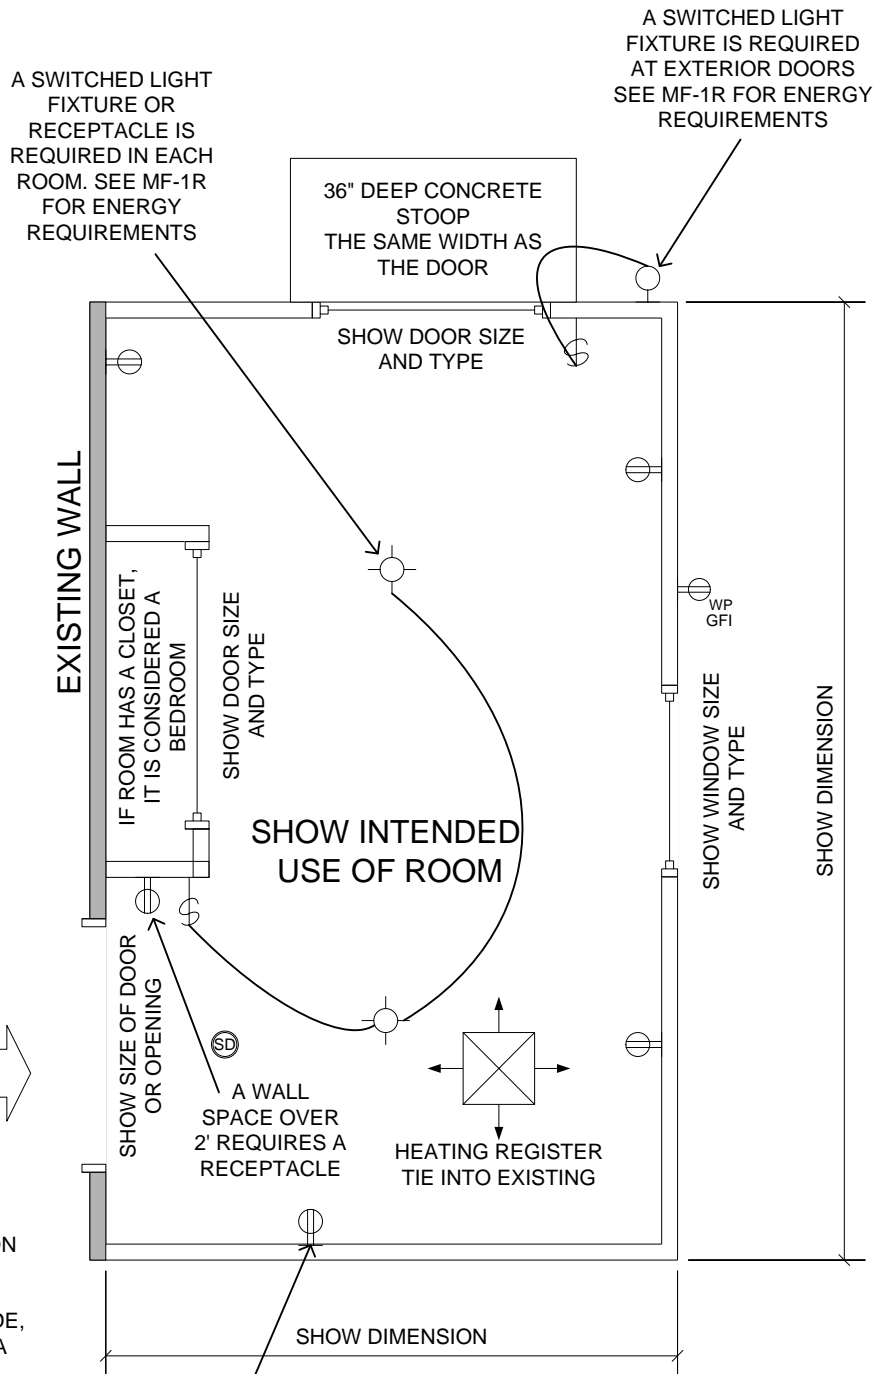 A SWITCHED LIGHT
FIXTURE IS REQUIRED
AT EXTERIOR DOORS
SEE MF-1R FOR ENERGY
REQUIREMENTS
A SWITCHED LIGHT
FIXTURE OR
RECEPTACLE IS
REQUIRED IN EACH
ROOM. SEE MF-1R
FOR ENERGY
REQUIREMENTS
36" DEEP CONCRETE
STOOP
THE SAME WIDTH AS
THE DOOR
SHOW DOOR SIZE
AND TYPE
S
EXISTING WALL
IF ROOM HAS A CLOSET,
IT IS CONSIDERED A
BEDROOM
SHOW DOOR SIZE
AND TYPE
WP
GFI
SHOW WINDOW SIZE
AND TYPE
SHOW DIMENSION
SHOW INTENDED
USE OF ROOM
S
SHOW SIZE OF DOOR
OR OPENING
SD
A WALL
SPACE OVER
2' REQUIRES A
RECEPTACLE
HEATING REGISTER
TIE INTO EXISTING
SHOW DIMENSION